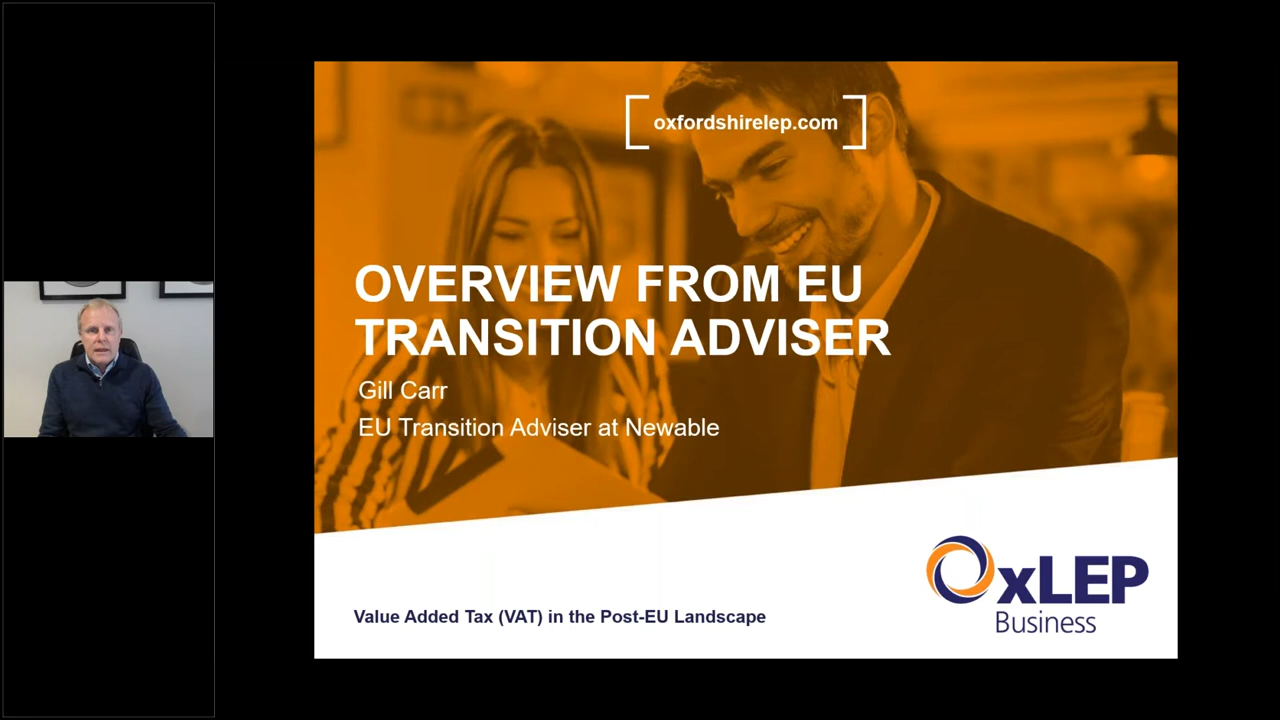 oxfordshirelep.com
OVERVIEW FROM EU
TRANSITION ADVISER
Gill Carr
EU Transition Adviser at Newable
Value Added Tax (VAT) in the Post-EU Landscape
OxLEP
Business